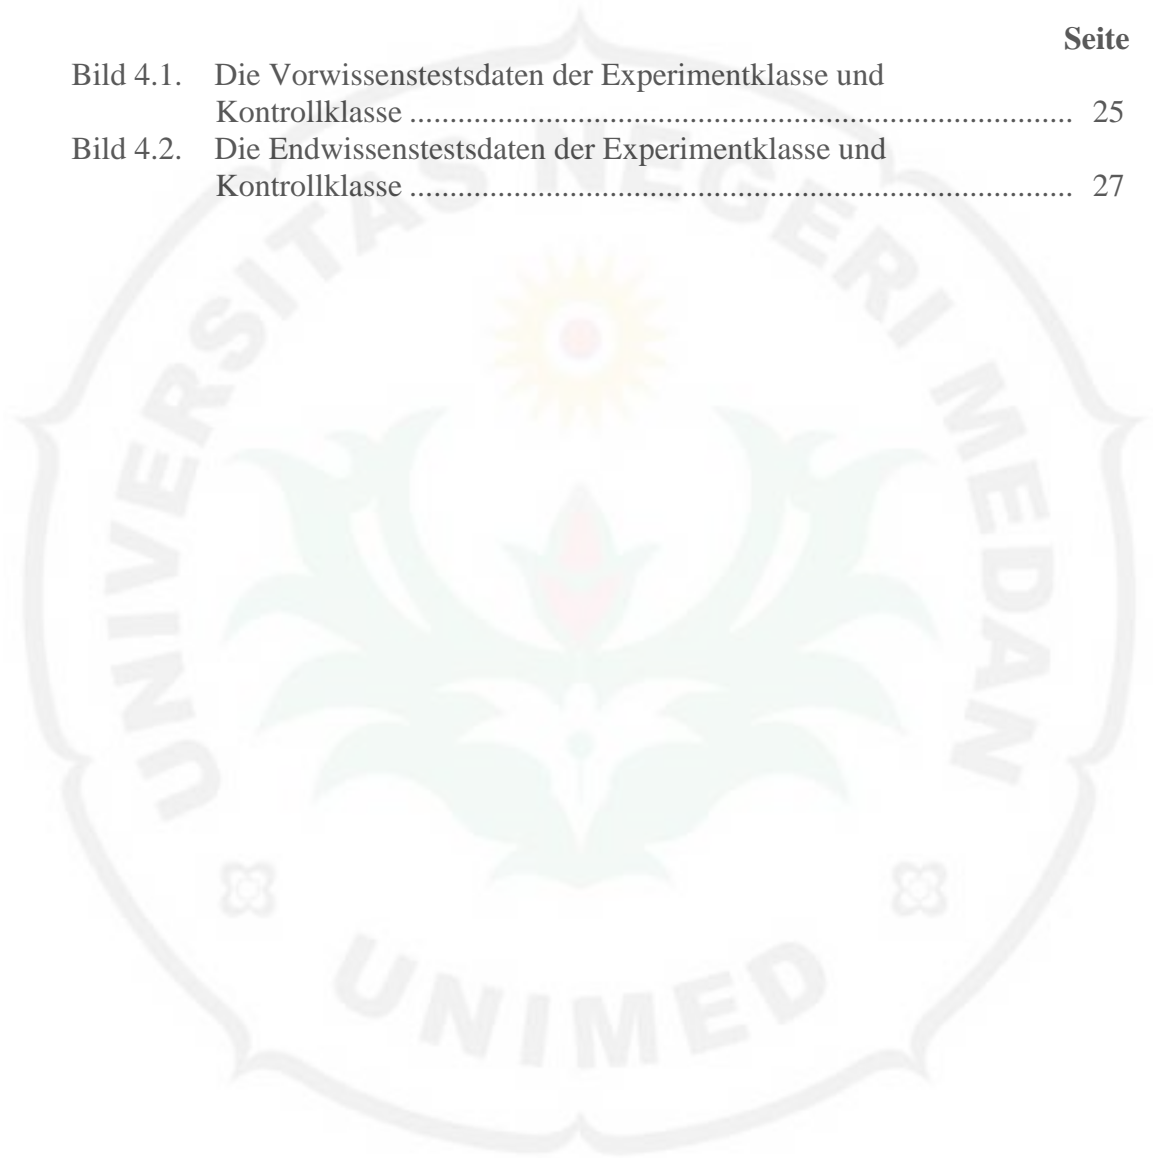 Seite
Bild 4.1. Die Vorwissenstestsdaten der Experimentklasse und
Kontrollklasse ................................................................................. 25
Bild 4.2. Die Endwissenstestsdaten der Experimentklasse und
Kontrollklasse ................................................................................. 27
UNIVERSITAS NEGERI MEDAN
UNIMED